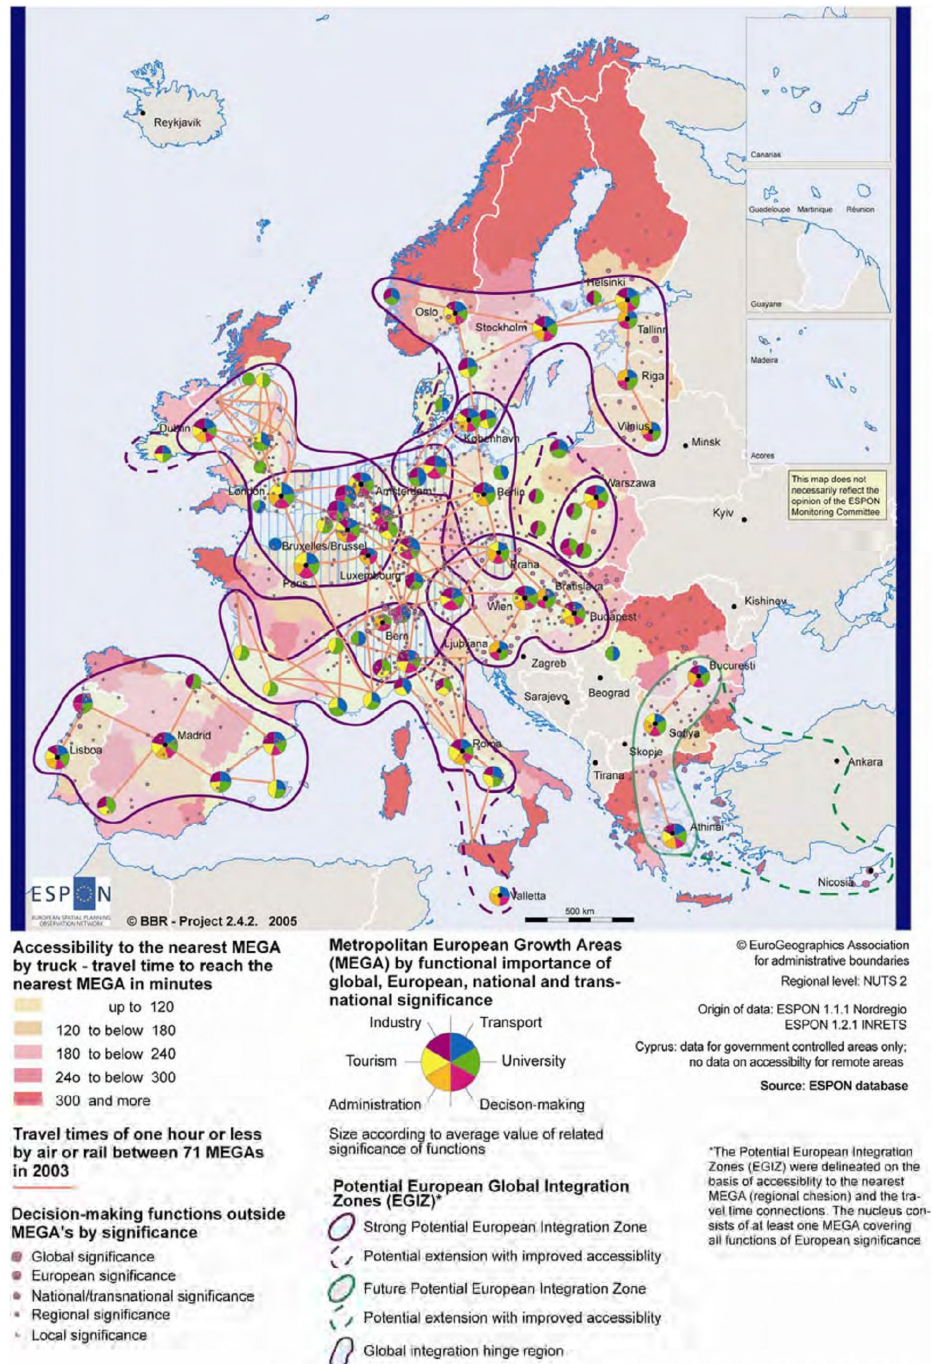 Reykjavik
Canarias
Guadeloupe Martinique Réunion
Guayane
Madeira
Acores
This map does not
necessarily reflect the
opinion of the ESPON
Monitoring Committee
Helsinki
Oslo
Stockholm
Tallinn
Riga
Dublin
Vilnius
København
Minsk
London
Amsterdam
Berlin
Warszawa
Kyiv
Bruxelles/Brussel
Praha
Paris
Luxembourg
Bratislava
Wien
Kishinev
Budapest
Bern
Ljubljana
Zagreb
Bucuresti
Beograd
Sarajevo
Madrid
Lisboa
Roma
Sofiya
Skopje
Tirana
Ankara
Athinai
Nicosia
Valletta
ESPON
EUROPEAN SPATIAL PLANNING
OBSERVATION NETWORK
© BBR - Project 2.4.2. 2005
500 km
Accessibility to the nearest MEGA
by truck - travel time to reach the
nearest MEGA in minutes
up to 120
120 to below 180
180 to below 240
24o to below 300
300 and more
Travel times of one hour or less
by air or rail between 71 MEGAs
in 2003
Decision-making functions outside
MEGA's by significance
Global significance
European significance
National/transnational significance
Regional significance
Local significance
Metropolitan European Growth Areas
(MEGA) by functional importance of
global, European, national and trans-
national significance
Industry Transport
Tourism University
Administration Decison-making
Size according to average value of related
significance of functions
Potential European Global Integration
Zones (EGIZ)*
Strong Potential European Integration Zone
Potential extension with improved accessiblity
Future Potential European Integration Zone
Potential extension with improved accessiblity
Global integration hinge region
© EuroGeographics Association
for administrative boundaries
Regional level: NUTS 2
Origin of data: ESPON 1.1.1 Nordregio
ESPON 1.2.1 INRETS
Cyprus: data for government controlled areas only;
no data on accessibilty for remote areas
Source: ESPON database
*The Potential European Integration
Zones (EGIZ) were delineated on the
basis of accessiblity to the nearest
MEGA (regional chesion) and the tra-
vel time connections. The nucleus con-
sists of at least one MEGA covering
all functions of European significance